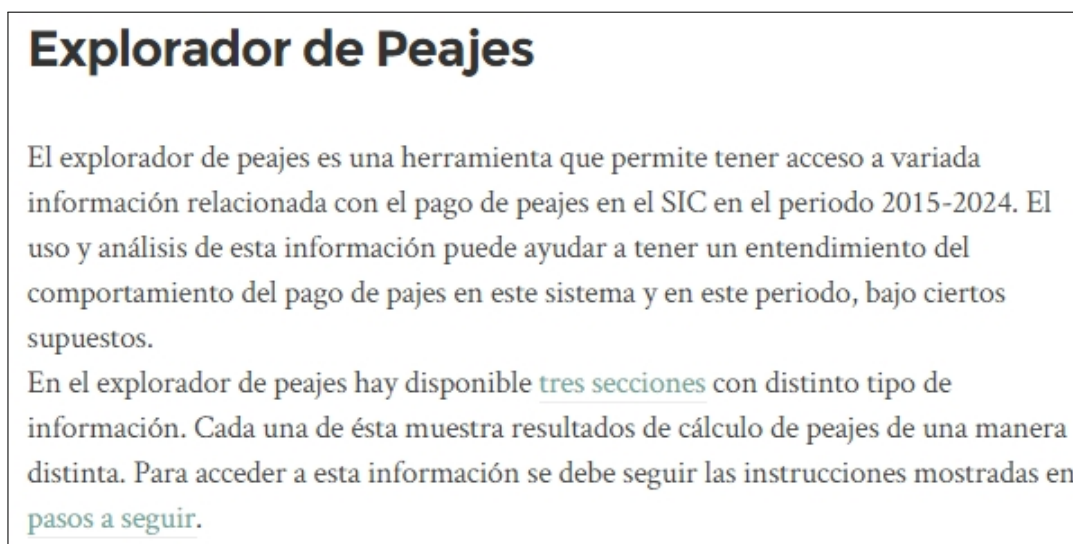 Explorador de Peajes
El explorador de peajes es una herramienta que permite tener acceso a variada
información relacionada con el pago de peajes en el SIC en el periodo 2015-2024. El
uso y análisis de esta información puede ayudar a tener un entendimiento del
comportamiento del pago de pajes en este sistema y en este periodo, bajo ciertos
supuestos.
En el explorador de peajes hay disponible tres secciones con distinto tipo de
información. Cada una de ésta muestra resultados de cálculo de peajes de una manera
distinta. Para acceder a esta información se debe seguir las instrucciones mostradas en
pasos a seguir.